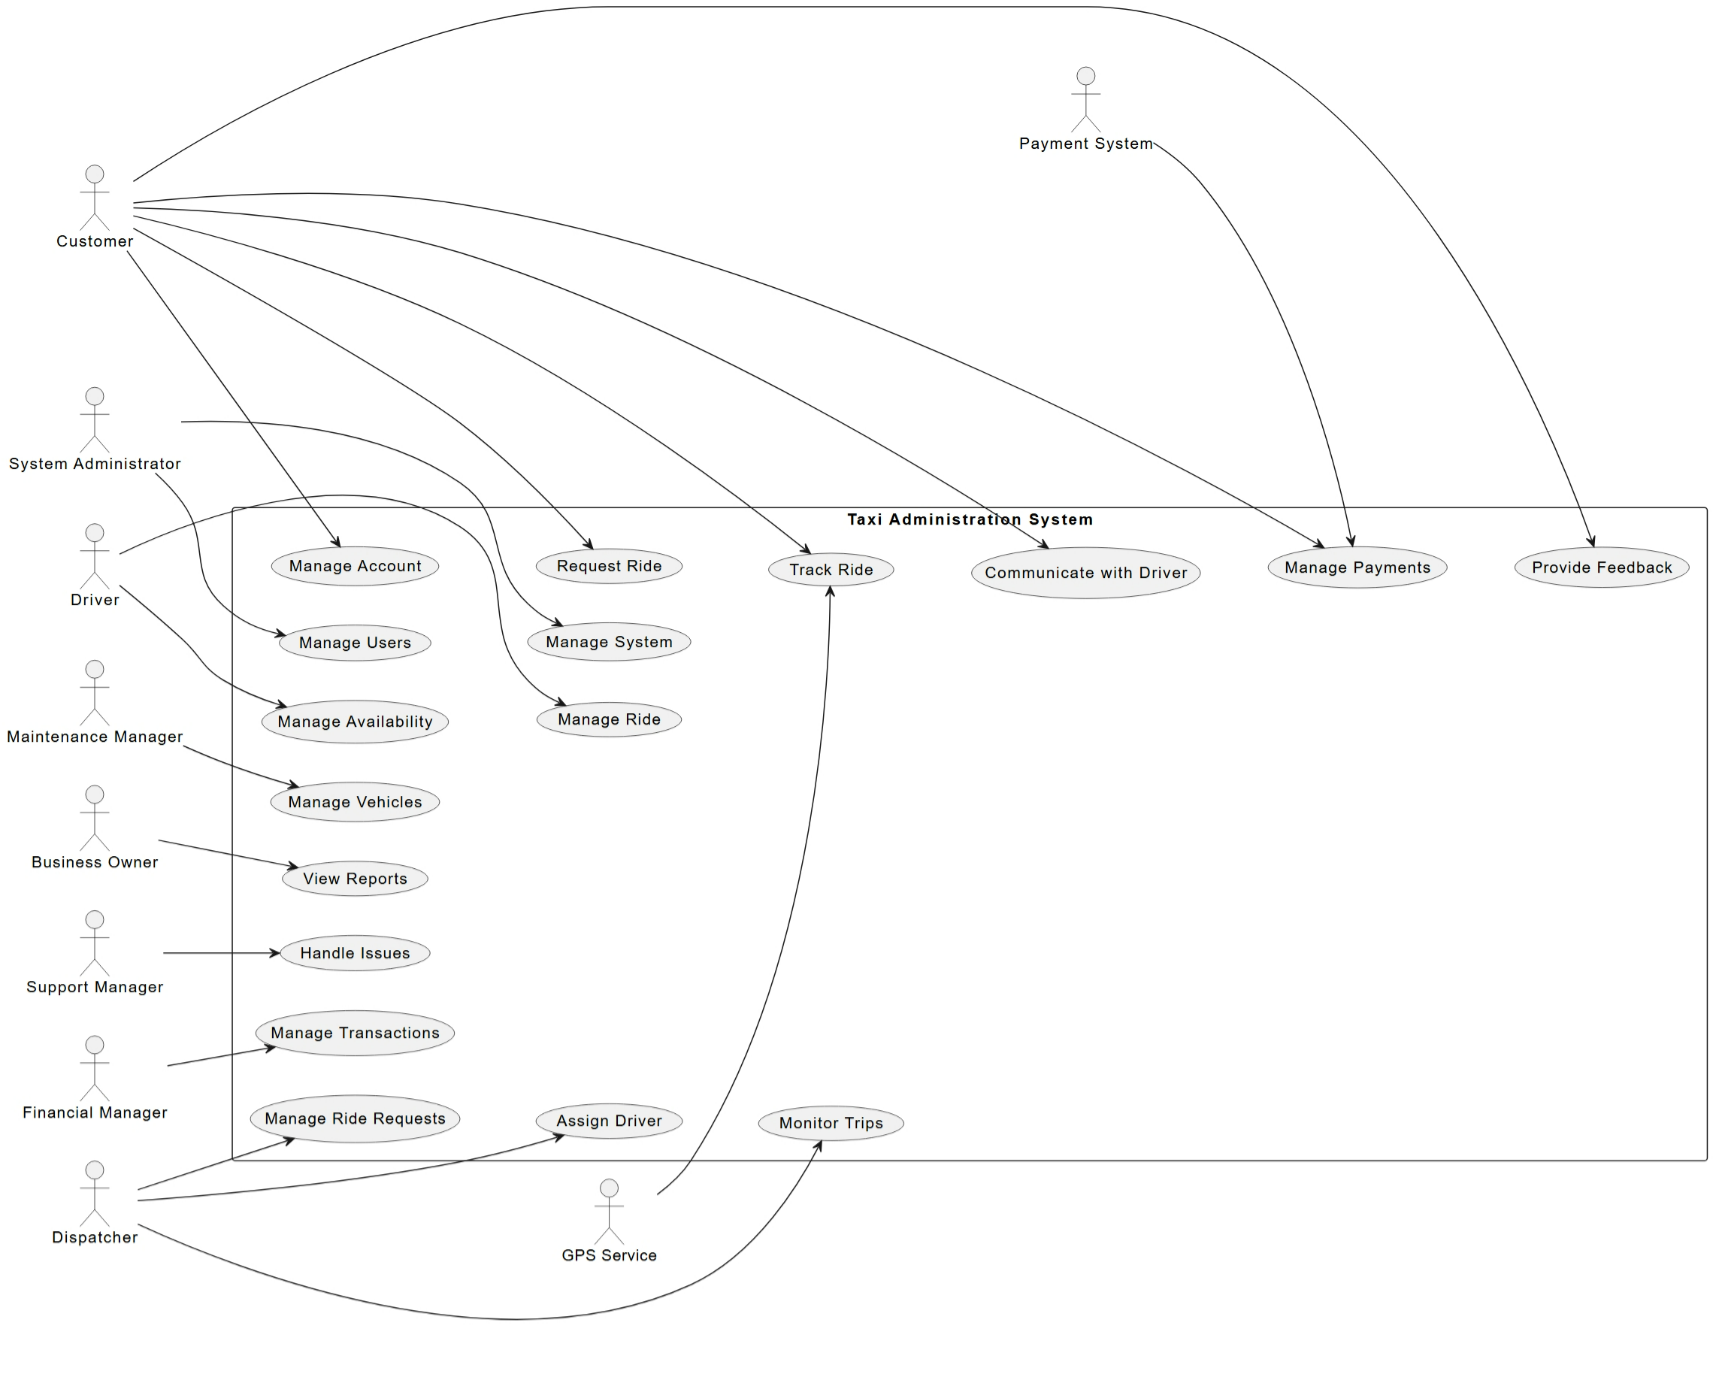 Payment System
Customer
System Administrator
Taxi Administration System
Manage Account
Request Ride
Track Ride
Communicate with Driver
Manage Payments
Provide Feedback
Driver
Manage Users
Manage System
Manage Availability
Manage Ride
Maintenance Manager
Manage Vehicles
Business Owner
View Reports
Handle Issues
Support Manager
Manage Transactions
Financial Manager
Manage Ride Requests
Assign Driver
Monitor Trips
Dispatcher
GPS Service